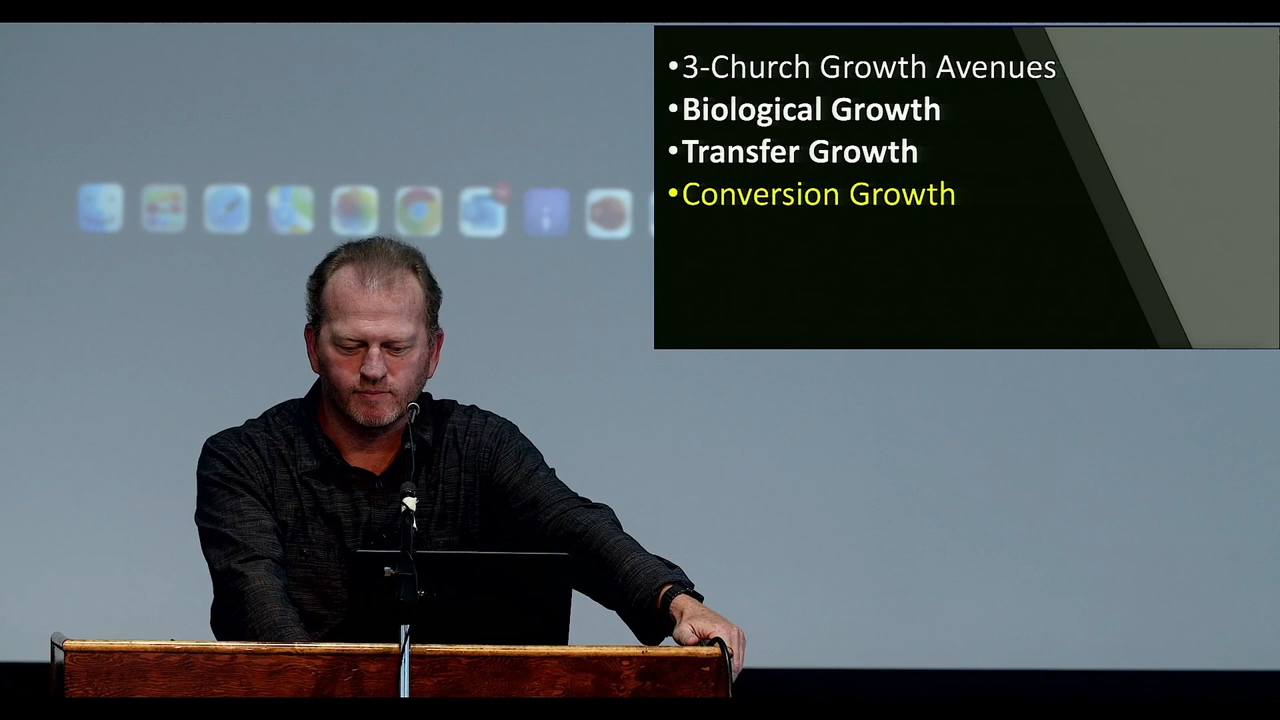 •3-Church Growth Avenues
•Biological Growth
•Transfer Growth
•Conversion Growth